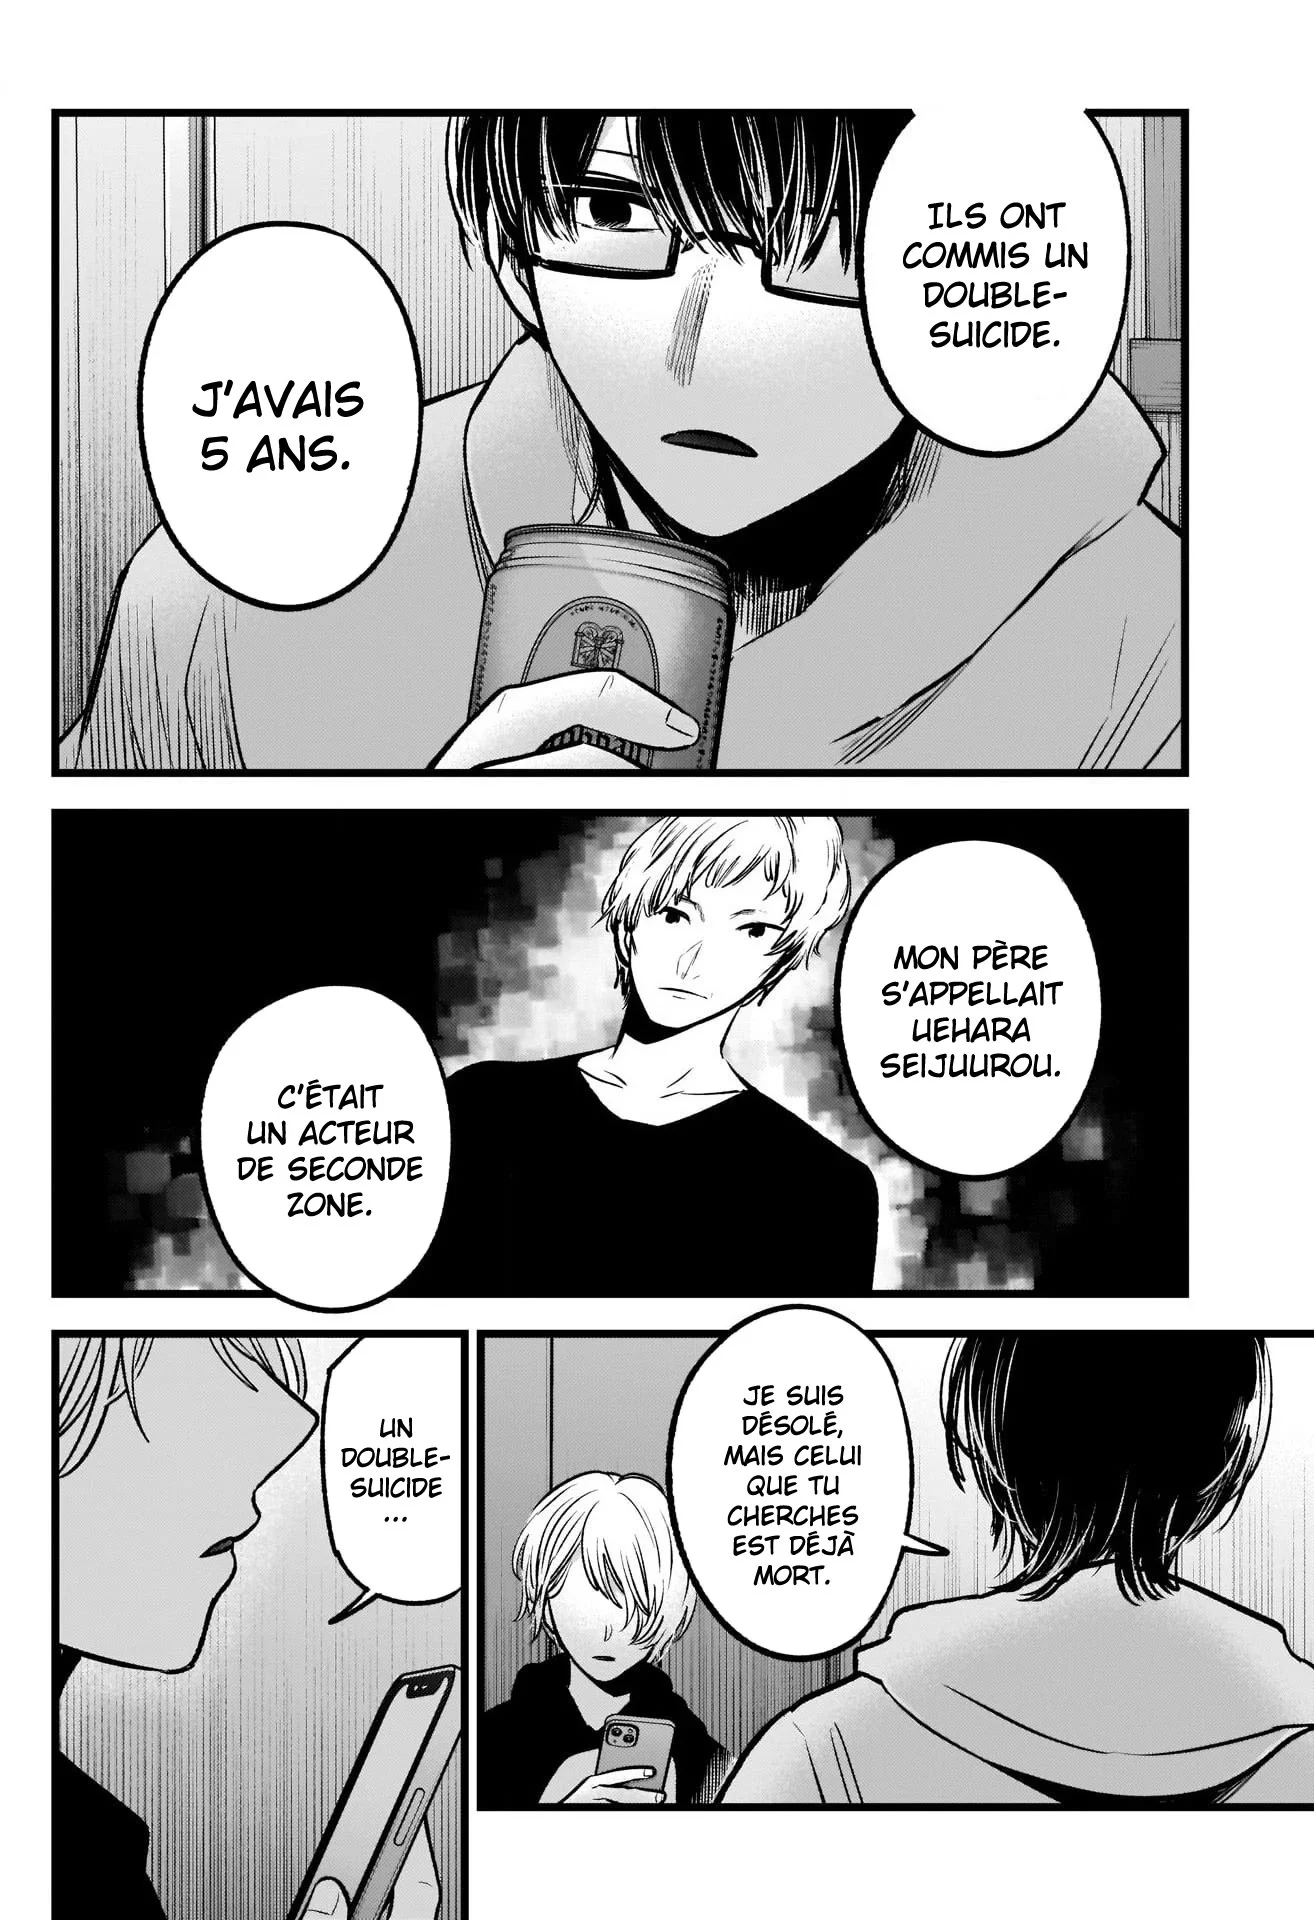 ILS ONT
COMMIS UN
DOUBLE-
SUICIDE.
J'AVAIS
5 ANS.
MON PÈRE
S'APPELLAIT
UEHARA
SEIJUUROU.
C'ÉTAIT
UN ACTEUR
DE SECONDE
ZONE.
JE SUIS
DÉSOLÉ,
MAIS CELUI
QUE TU
CHERCHES
EST DÉJÀ
MORT.
UN
DOUBLE-
SUICIDE
...